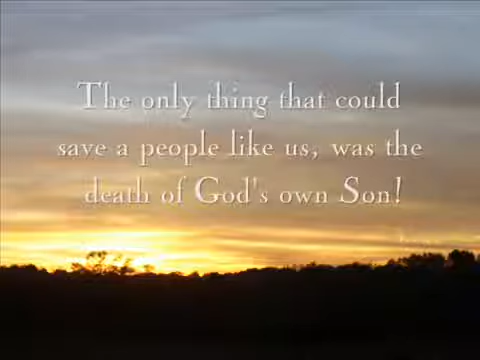 The only thing that could
save a people like us, was the
death of God's own Son!